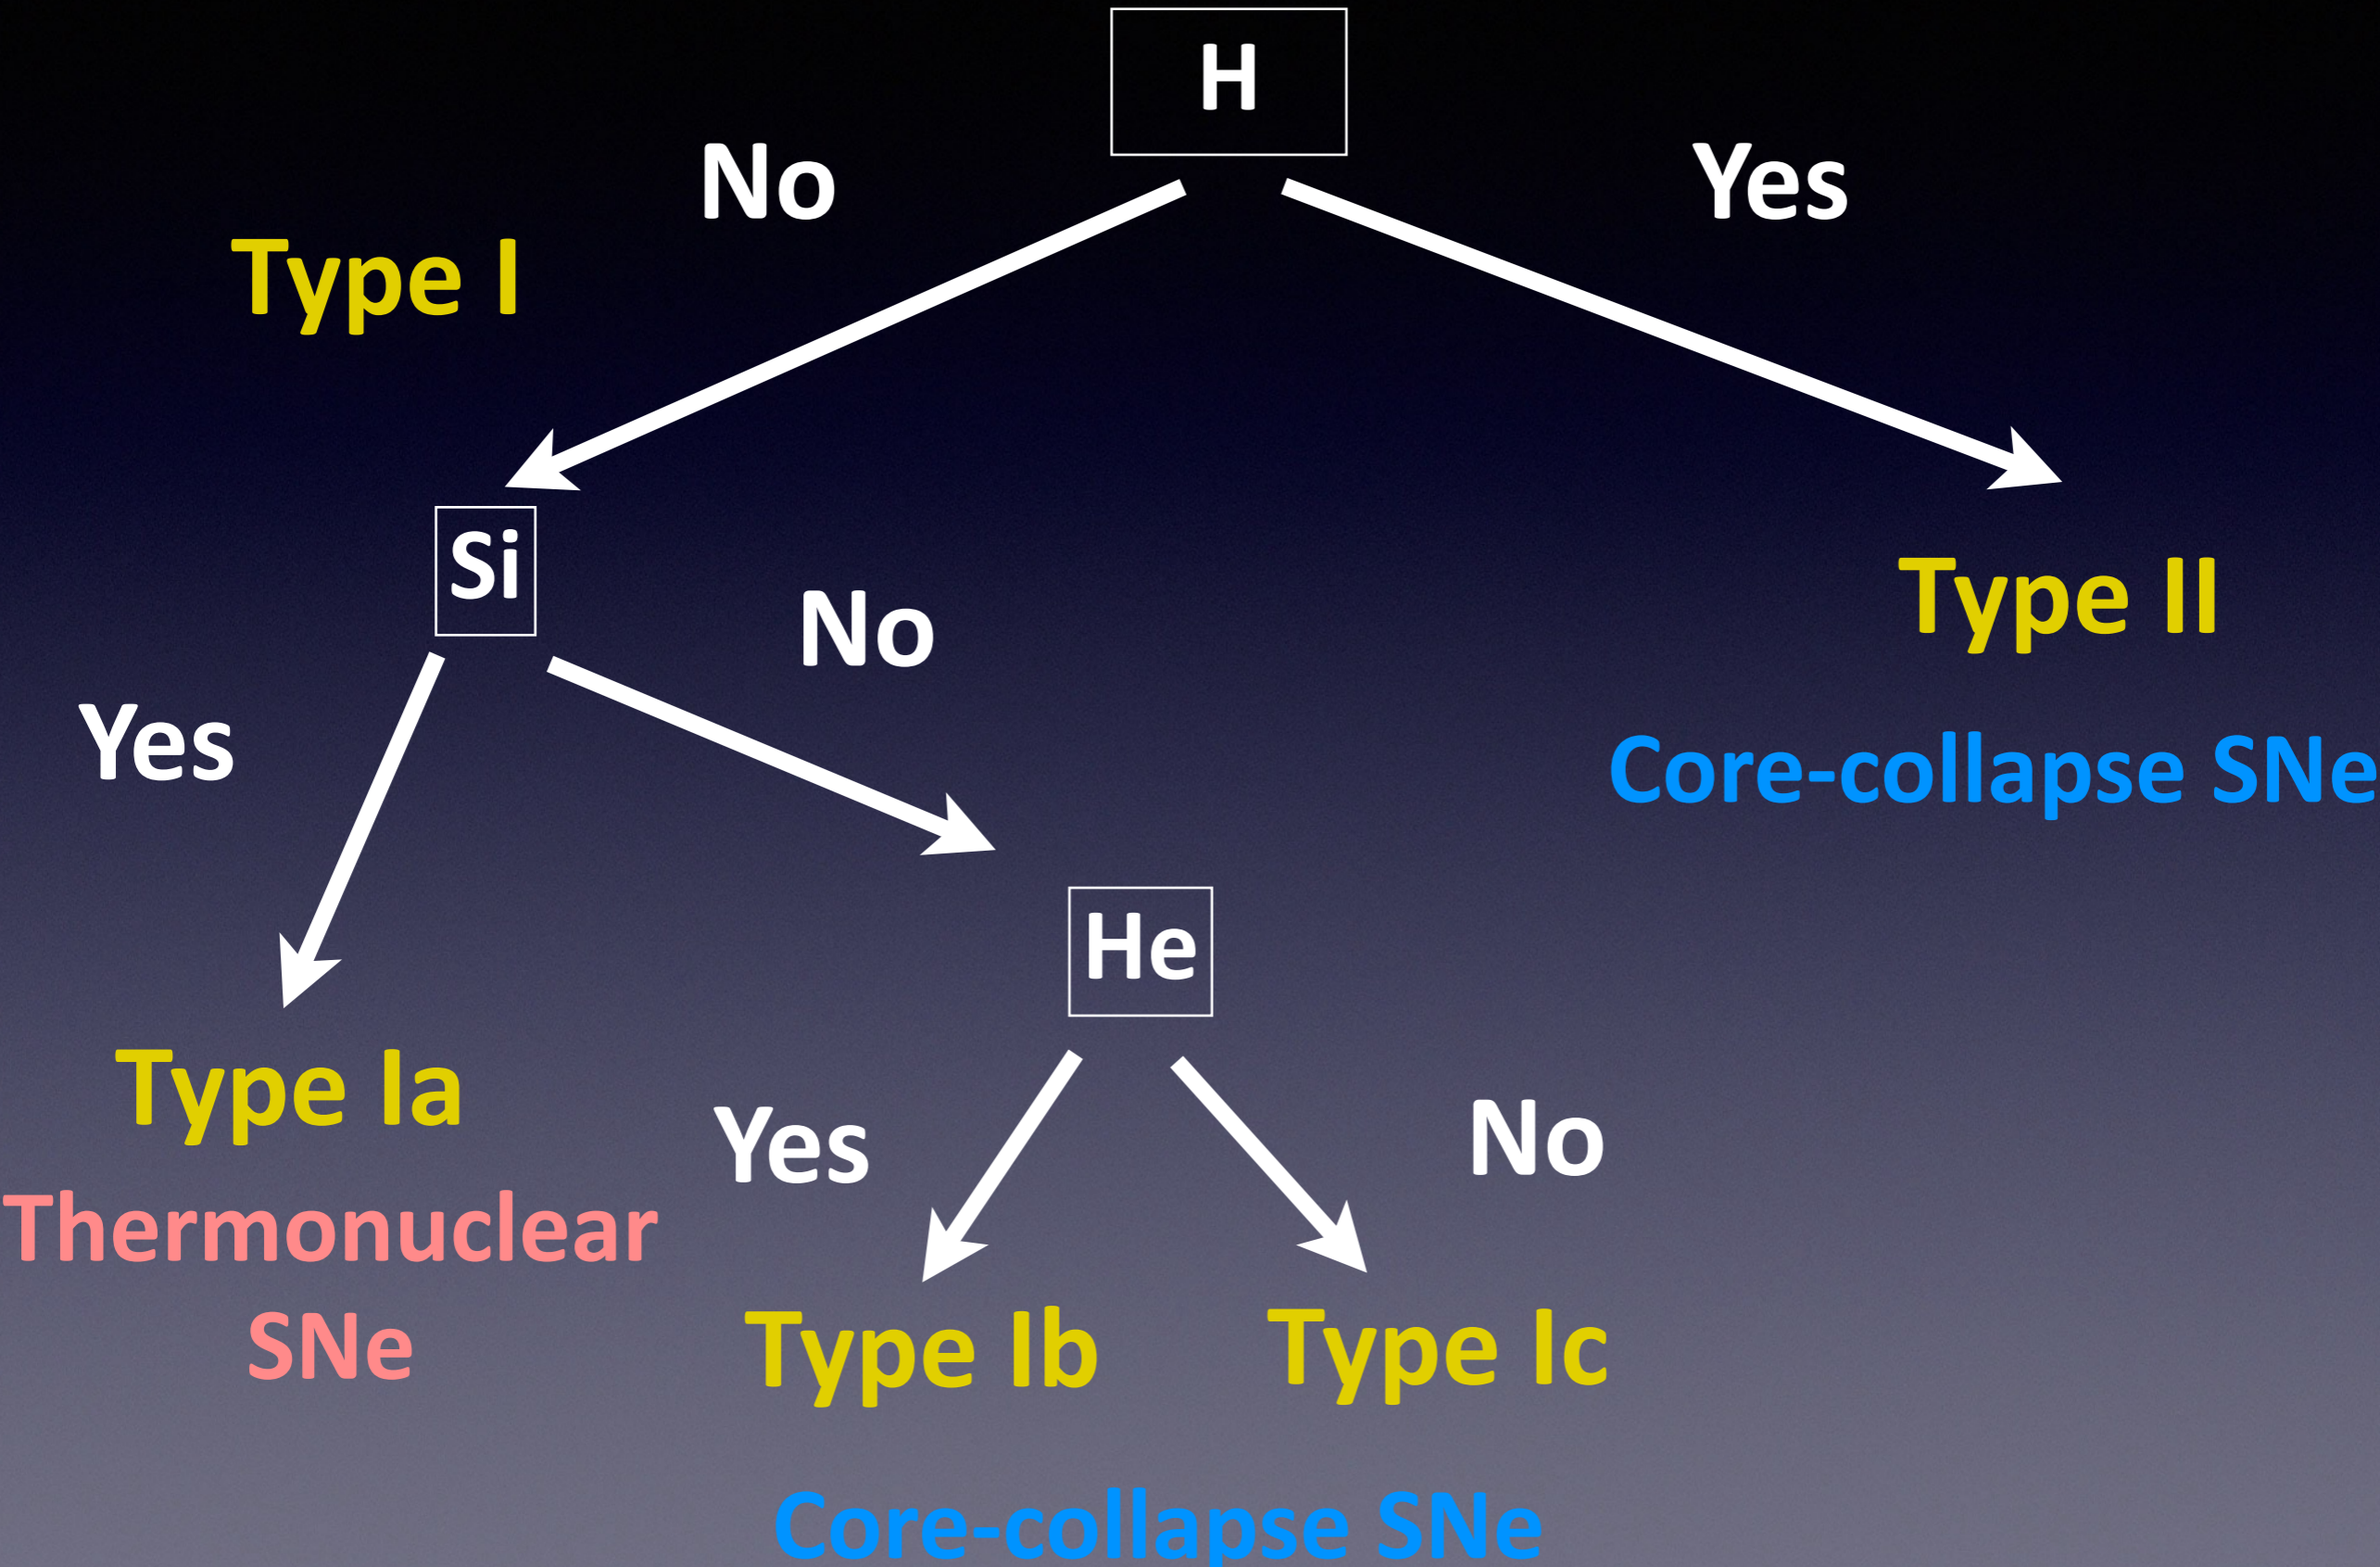 H
No
Yes
Type I
Si
No
Type II
Yes
Core-collapse SNe
He
Type Ia
Yes
No
Thermonuclear
SNe
Type Ib
Type Ic
Core-collapse SNe